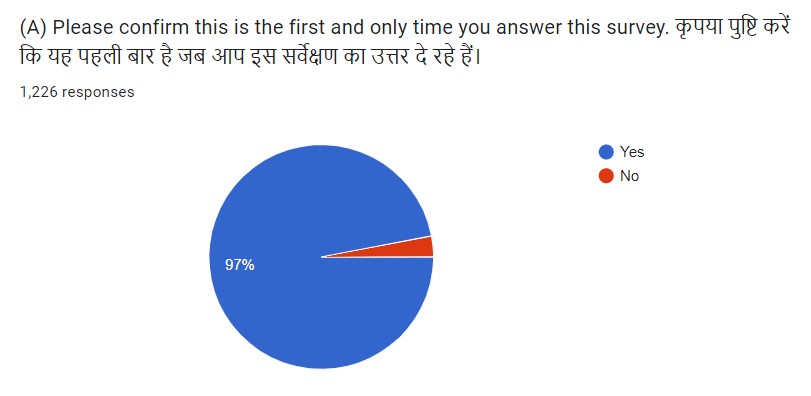 (A) Please confirm this is the first and only time you answer this survey. कृपया पुष्टि करें
कि यह पहली बार है जब आप इस सर्वेक्षण का उत्तर दे रहे हैं।
1,226 responses
Yes
No
97%